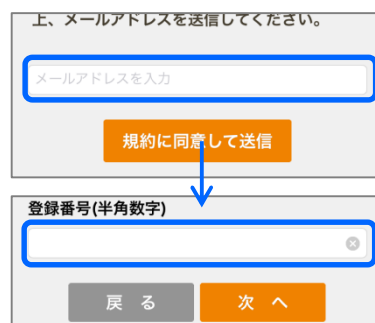 上、メールアドレスを送信してください。
メールアドレスを入力
規約に同意して送信
登録番号(半角数字)
戻 る
次 へ